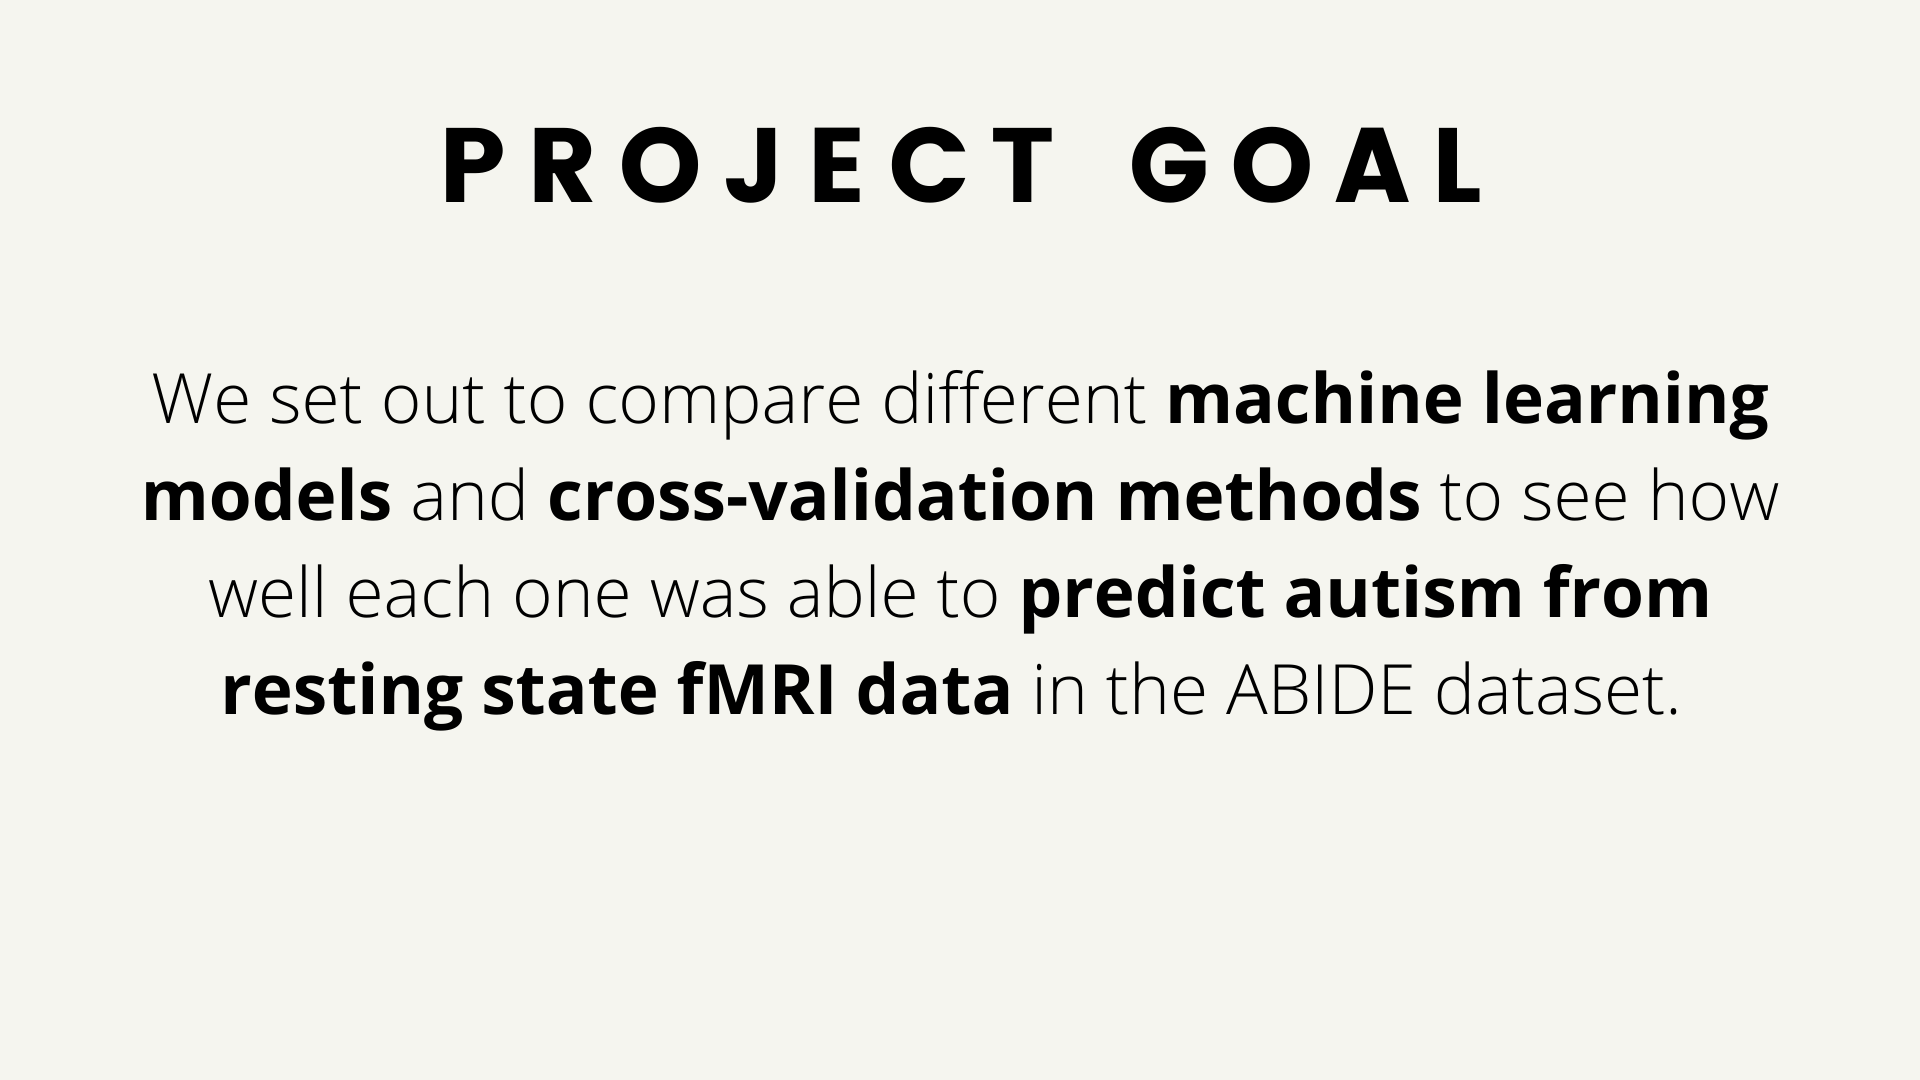 PROJECT GOAL
We set out to compare different machine learning
models and cross-validation methods to see how
well each one was able to predict autism from
resting state fMRI data in the ABIDE dataset.